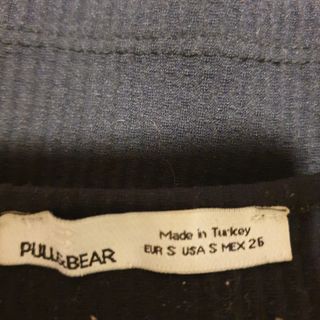 PULL&BEAR
Made in Turkey
EUR S USA S MEX 26